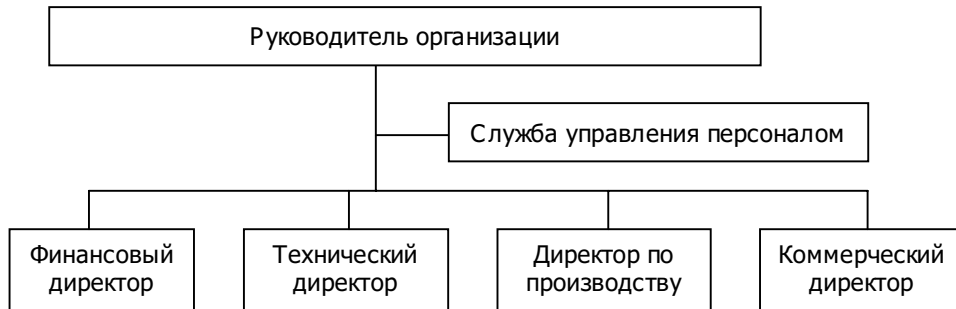 Руководитель организации
Служба управления персоналом
Финансовый
директор
Технический
директор
Директор по
производству
Коммерческий
директор